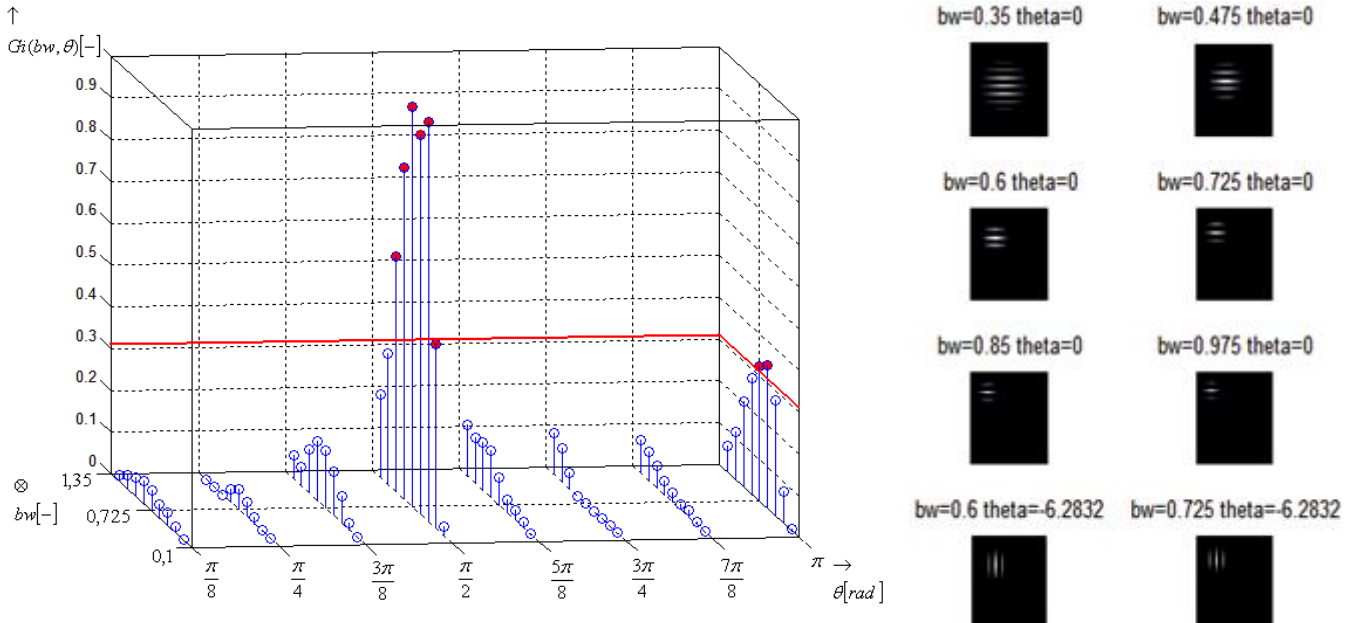 ↑
Gi(bw, θ)[−]
0.9
0.8
0.7
0.6
0.5
0.4
0.3
0.2
0.1
0
1,35
0,725
0,1
⊗
bw[−]
π/8
π/4
3π/8
π/2
5π/8
3π/4
7π/8
π →
θ[rad]
bw=0.35 theta=0
bw=0.475 theta=0
bw=0.6 theta=0
bw=0.725 theta=0
bw=0.85 theta=0
bw=0.975 theta=0
bw=0.6 theta=-6.2832
bw=0.725 theta=-6.2832